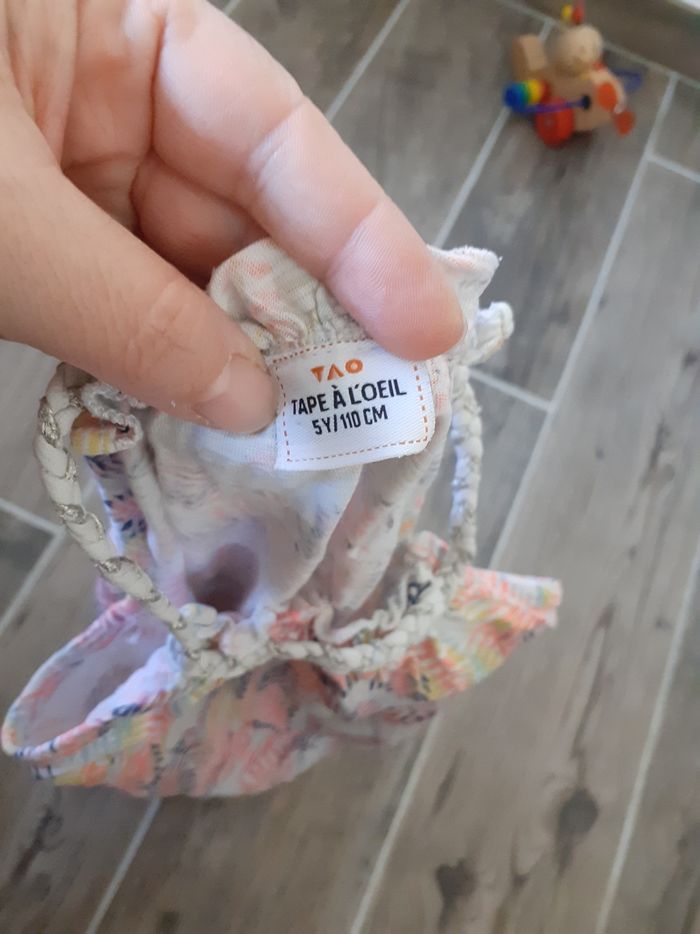 TAO
TAPE À L'OEIL
5Y/110 CM